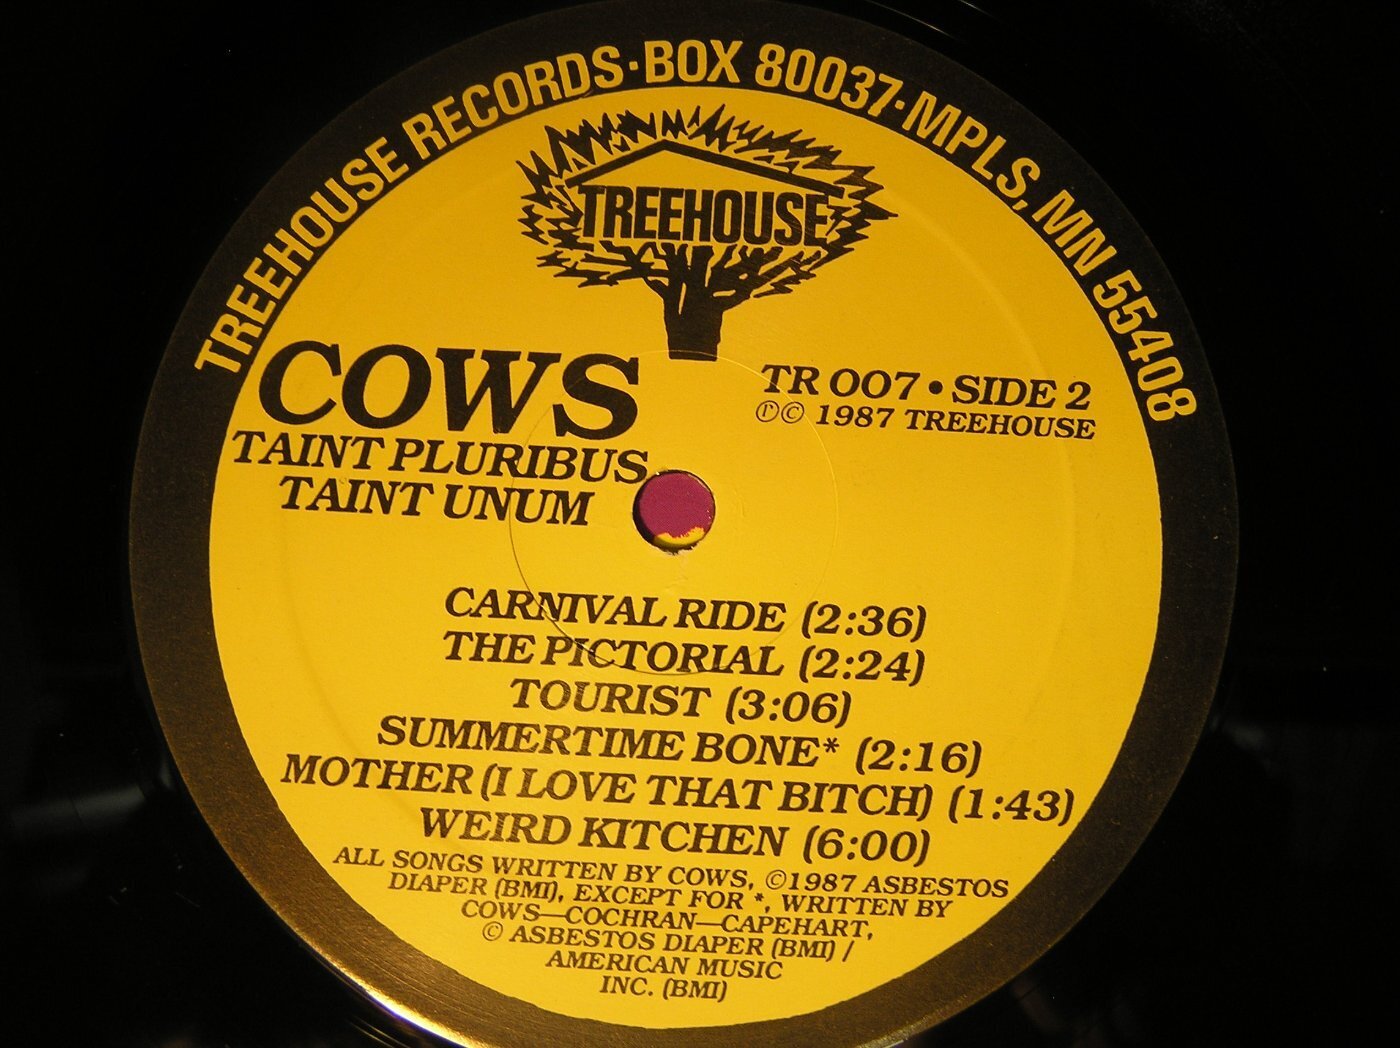 TREEHOUSE RECORDS·BOX 80037·MPLS, MN 55408
TREEHOUSE
COWS
TAINT PLURIBUS
TAINT UNUM
TR 007 • SIDE 2
℗© 1987 TREEHOUSE
CARNIVAL RIDE (2:36)
THE PICTORIAL (2:24)
TOURIST (3:06)
SUMMERTIME BONE* (2:16)
MOTHER (I LOVE THAT BITCH) (1:43)
WEIRD KITCHEN (6:00)
ALL SONGS WRITTEN BY COWS, ©1987 ASBESTOS
DIAPER (BMI), EXCEPT FOR *, WRITTEN BY
COWS—COCHRAN—CAPEHART,
© ASBESTOS DIAPER (BMI) /
AMERICAN MUSIC
INC. (BMI)